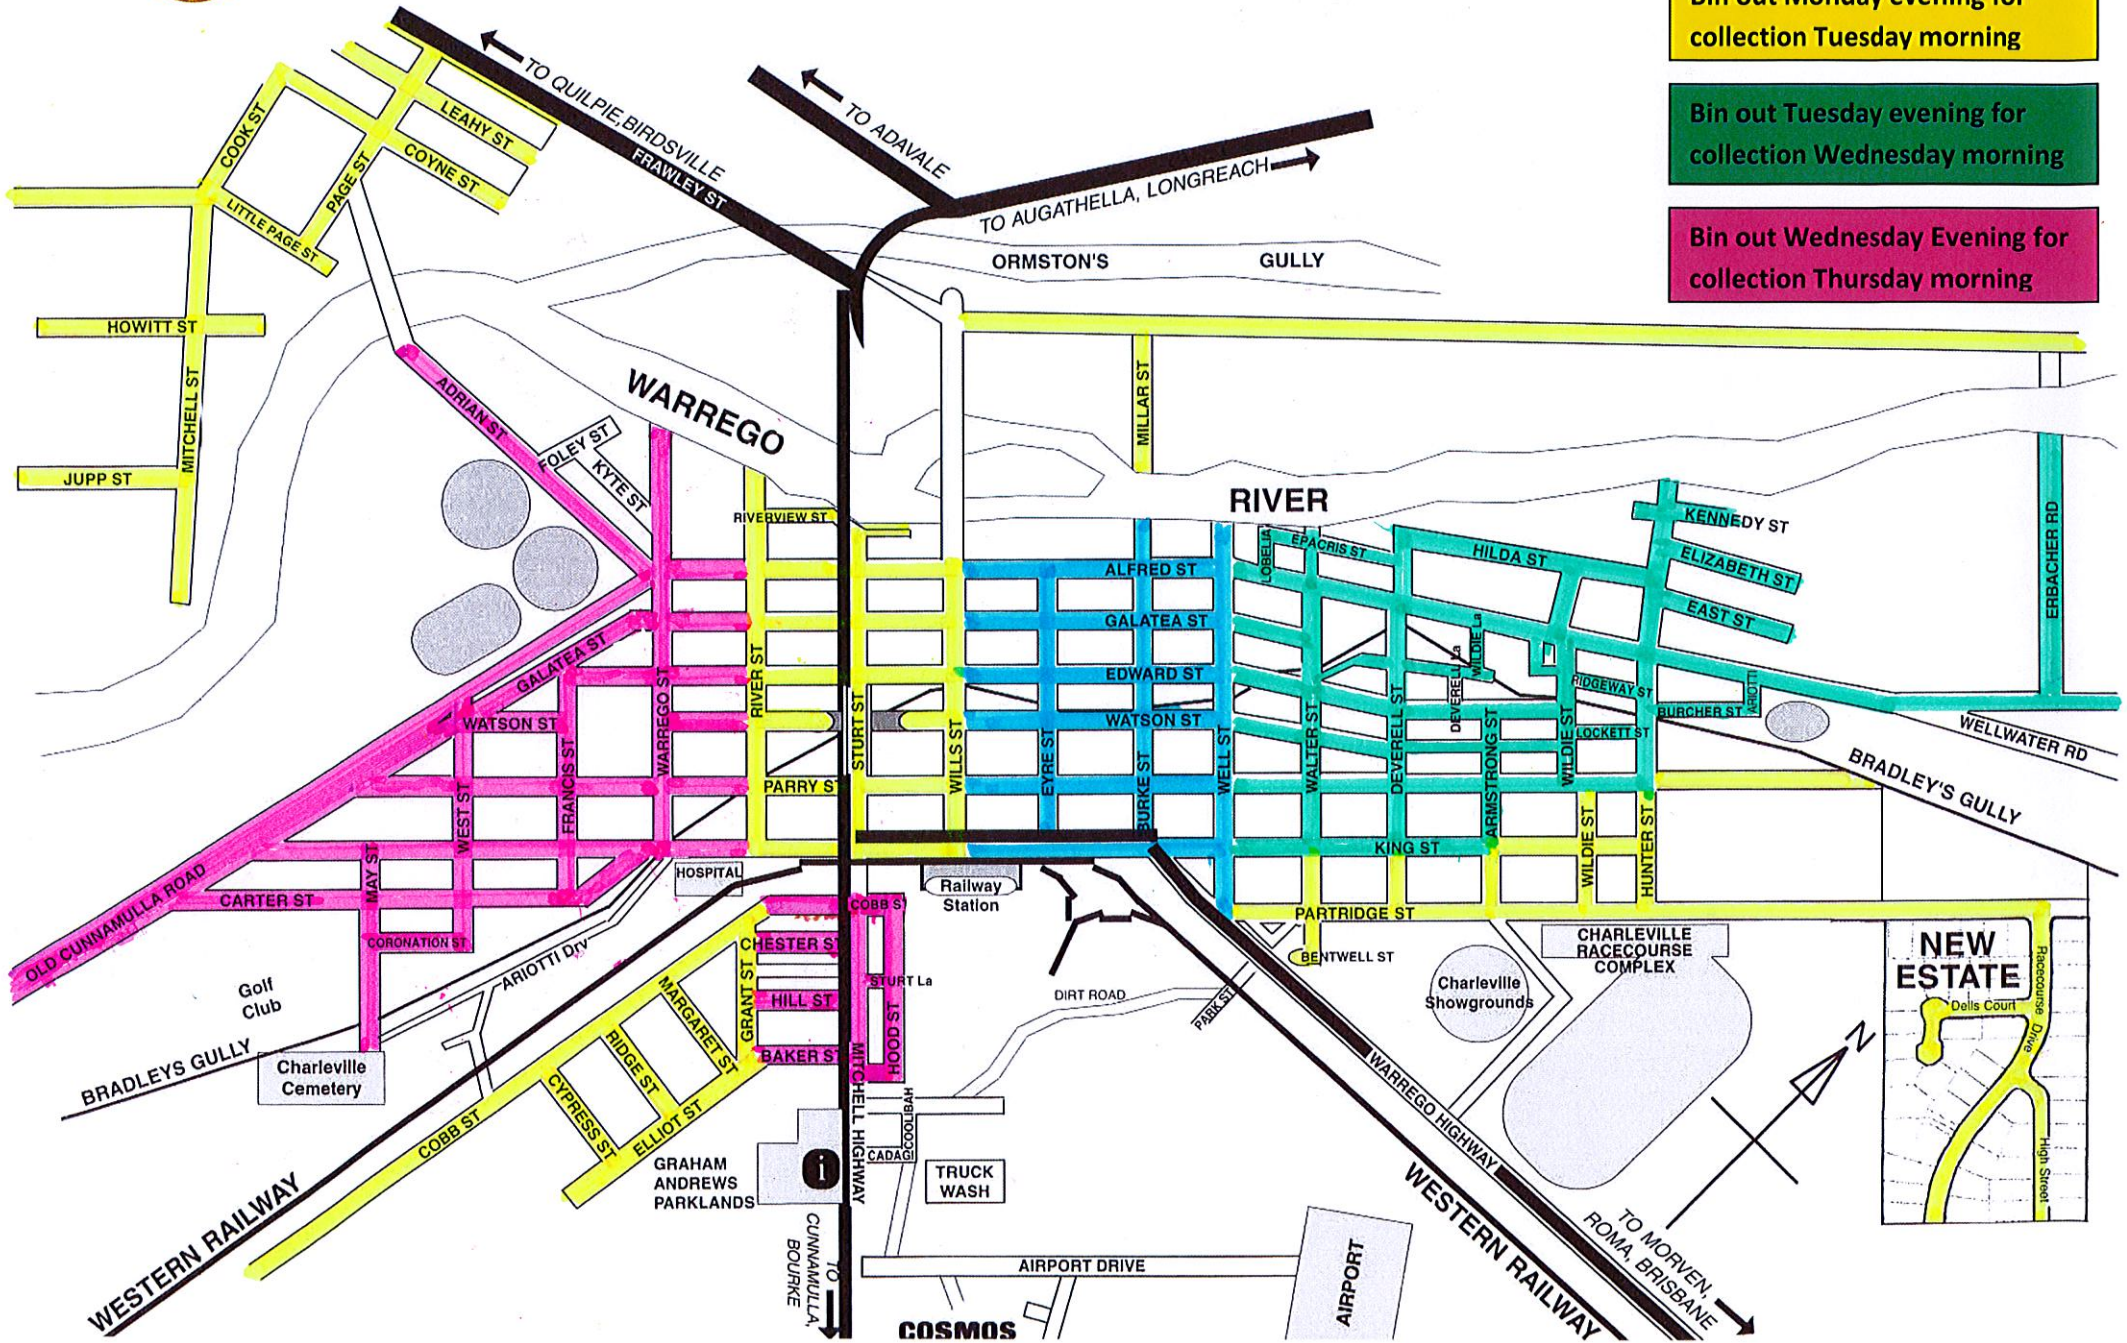 Bin out Monday evening for
collection Tuesday morning
Bin out Tuesday evening for
collection Wednesday morning
Bin out Wednesday Evening for
collection Thursday morning
TO QUILPIE, BIRDSVILLE
FRAWLEY ST
TO ADAVALE
TO AUGATHELLA, LONGREACH
ORMSTON'S GULLY
COOK ST
LEAHY ST
COYNE ST
PAGE ST
LITTLE PAGE ST
HOWITT ST
MITCHELL ST
JUPP ST
ADRIAN ST
FOLEY ST
KYTE ST
WARREGO
RIVER
MILLAR ST
RIVERVIEW ST
KENNEDY ST
ELIZABETH ST
EAST ST
ERBACHER RD
LOBELIA
EPACRIS ST
HILDA ST
ALFRED ST
GALATEA ST
EDWARD ST
WATSON ST
GALATEA ST
WATSON ST
WARREGO ST
RIVER ST
STURT ST
WILLS ST
EYRE ST
BURKE ST
WELL ST
WALTER ST
DEVERELL ST
DEVERELL La
WILDIE La
ARMSTRONG ST
WILDIE ST
RIDGEWAY ST
ARIOTTI
BURCHER ST
LOCKETT ST
WELLWATER RD
BRADLEY'S GULLY
PARRY ST
WEST ST
FRANCIS ST
MAY ST
OLD CUNNAMULLA ROAD
CARTER ST
CORONATION ST
KING ST
WILDIE ST
HUNTER ST
HOSPITAL
Railway
Station
PARTRIDGE ST
BENTWELL ST
COBB ST
CHESTER ST
STURT La
HILL ST
HOOD ST
BAKER ST
GRANT ST
MARGARET ST
RIDGE ST
CYPRESS ST
ELLIOT ST
COBB ST
ARIOTTI Drv
Golf
Club
BRADLEYS GULLY
Charleville
Cemetery
WESTERN RAILWAY
DIRT ROAD
PARK ST
Charleville
Showgrounds
CHARLEVILLE
RACECOURSE
COMPLEX
NEW
ESTATE
Dells Court
Racecourse Drive
High Street
N
WARREGO HIGHWAY
WESTERN RAILWAY
TO MORVEN,
ROMA, BRISBANE
MITCHELL HIGHWAY
COOLIBAH
CADAGI
TRUCK
WASH
GRAHAM
ANDREWS
PARKLANDS
i
TO
CUNNAMULLA,
BOURKE
AIRPORT DRIVE
AIRPORT
COSMOS